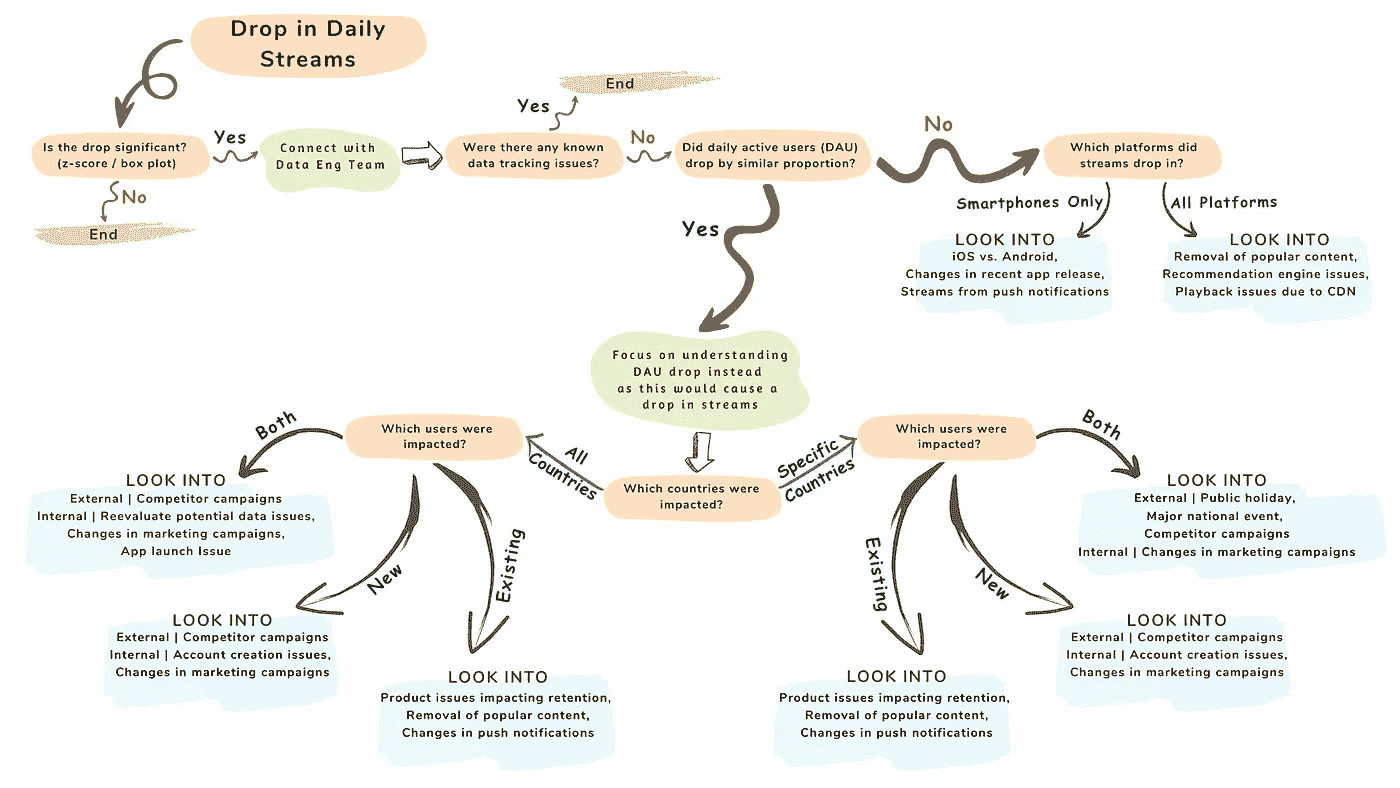 Drop in Daily
Streams
Is the drop significant?
(z-score / box plot)
Yes
No
End
Connect with
Data Eng Team
Were there any known
data tracking issues?
Yes
End
No
Did daily active users (DAU)
drop by similar proportion?
No
Which platforms did
streams drop in?
Smartphones Only
All Platforms
LOOK INTO
iOS vs. Android,
Changes in recent app release,
Streams from push notifications
LOOK INTO
Removal of popular content,
Recommendation engine issues,
Playback issues due to CDN
Yes
Focus on understanding
DAU drop instead
as this would cause a
drop in streams
Which countries were
impacted?
All
Countries
Which users were
impacted?
Both
LOOK INTO
External | Competitor campaigns
Internal | Reevaluate potential data issues,
Changes in marketing campaigns,
App launch Issue
New
LOOK INTO
External | Competitor campaigns
Internal | Account creation issues,
Changes in marketing campaigns
Existing
LOOK INTO
Product issues impacting retention,
Removal of popular content,
Changes in push notifications
Specific
Countries
Which users were
impacted?
Existing
LOOK INTO
Product issues impacting retention,
Removal of popular content,
Changes in push notifications
New
LOOK INTO
External | Competitor campaigns
Internal | Account creation issues,
Changes in marketing campaigns
Both
LOOK INTO
External | Public holiday,
Major national event,
Competitor campaigns
Internal | Changes in marketing campaigns